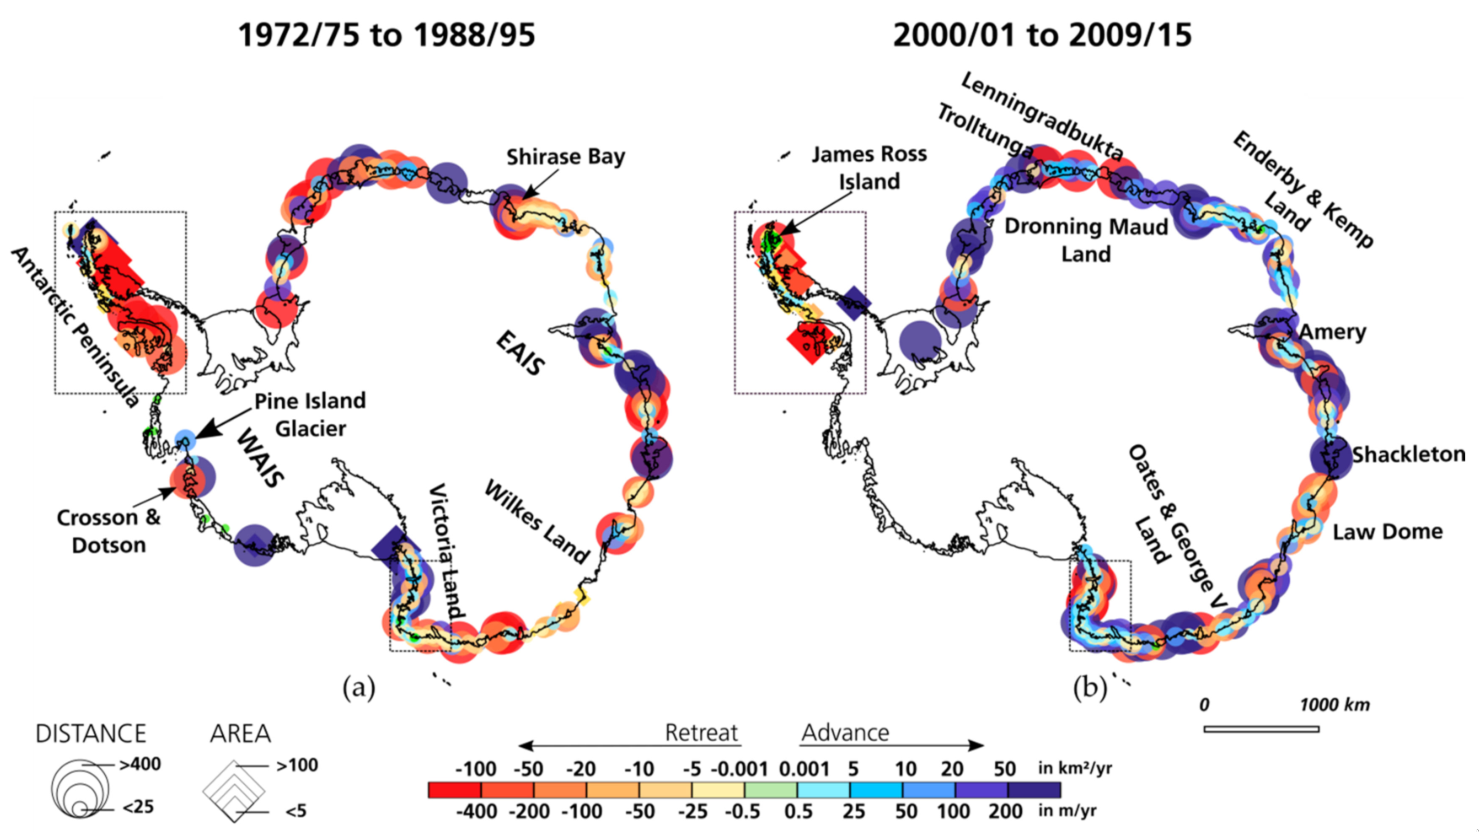 1972/75 to 1988/95
2000/01 to 2009/15
Shirase Bay
Antarctic Peninsula
EAIS
Pine Island
Glacier
WAIS
Crosson &
Dotson
Victoria Land
Wilkes Land
(a)
James Ross
Island
Lenningradbukta
Trolltunga
Enderby & Kemp
Land
Dronning Maud
Land
Amery
Shackleton
Oates & George V
Land
Law Dome
(b)
0 1000 km
DISTANCE
>400
<25
AREA
>100
<5
Retreat Advance
-100 -50 -20 -10 -5 -0.001 0.001 5 10 20 50 in km²/yr
-400 -200 -100 -50 -25 -0.5 0.5 25 50 100 200 in m/yr